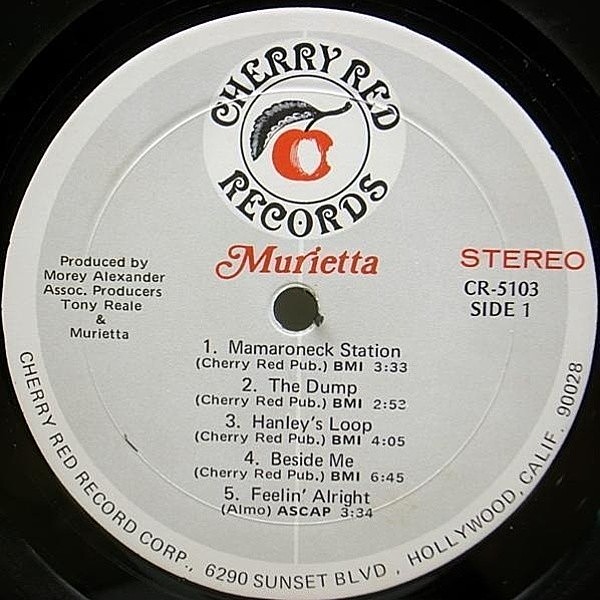 CHERRY RED
RECORDS
Murietta
STEREO
CR-5103
SIDE 1
Produced by
Morey Alexander
Assoc. Producers
Tony Reale
&
Murietta
1. Mamaroneck Station
(Cherry Red Pub.) BMI 3:33
2. The Dump
(Cherry Red Pub.) BMI 2:53
3. Hanley's Loop
(Cherry Red Pub.) BMI 4:05
4. Beside Me
(Cherry Red Pub.) BMI 6:45
5. Feelin' Alright
(Almo) ASCAP 3:34
CHERRY RED RECORD CORP., 6290 SUNSET BLVD, HOLLYWOOD, CALIF. 90028